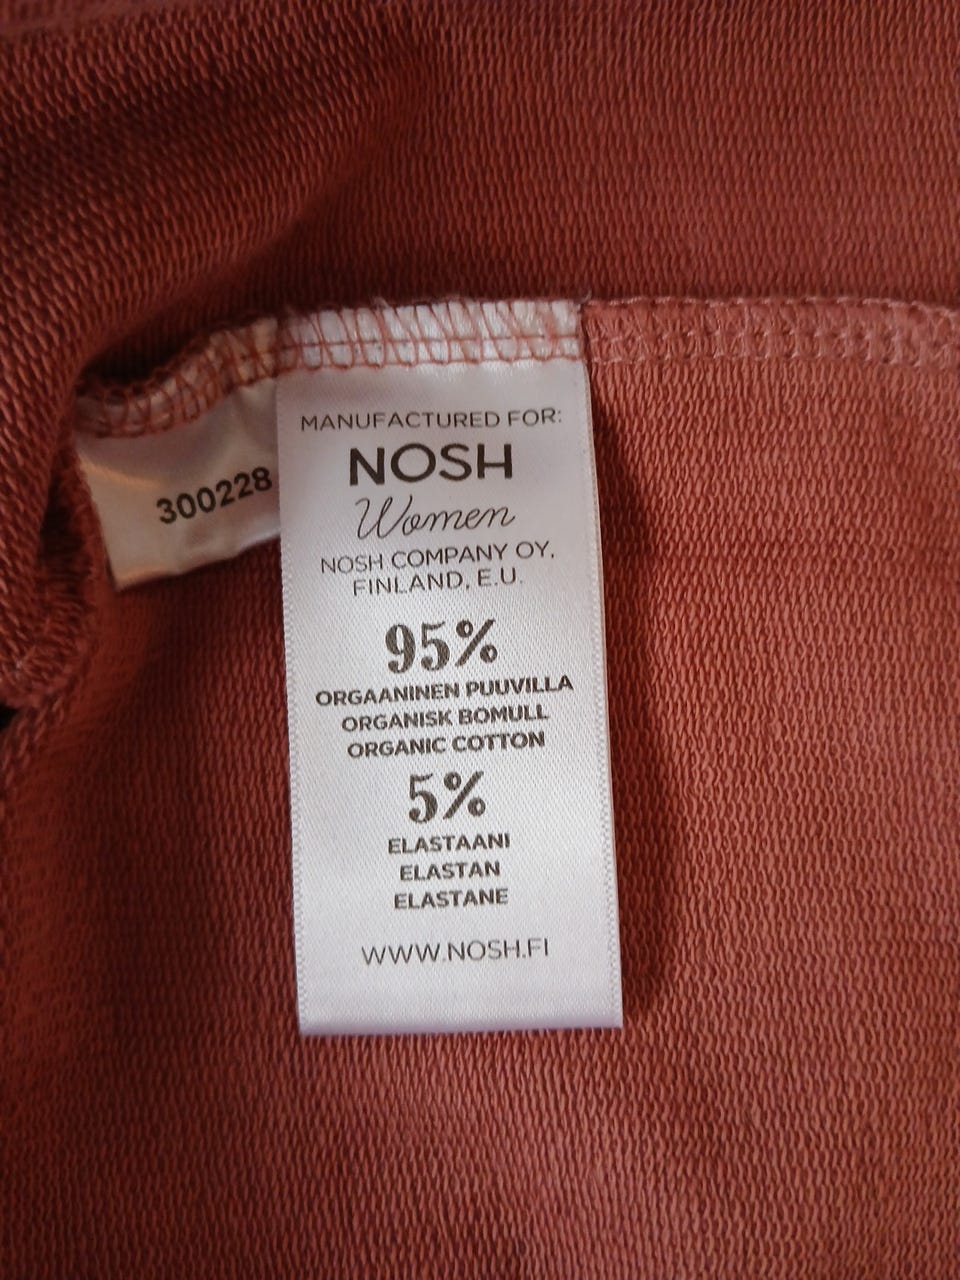 MANUFACTURED FOR:
NOSH
Women
NOSH COMPANY OY,
FINLAND, E.U.
95%
ORGAANINEN PUUVILLA
ORGANISK BOMULL
ORGANIC COTTON
5%
ELASTAANI
ELASTAN
ELASTANE
WWW.NOSH.FI
300228